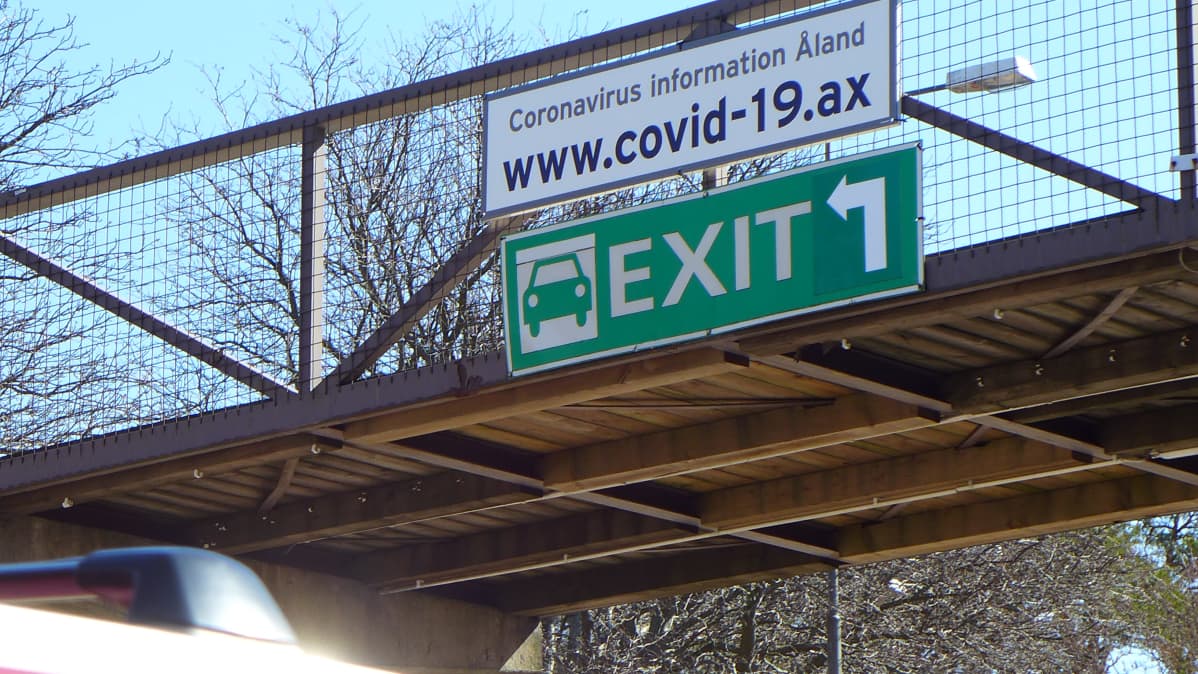 Coronavirus information Åland
www.covid-19.ax
EXIT